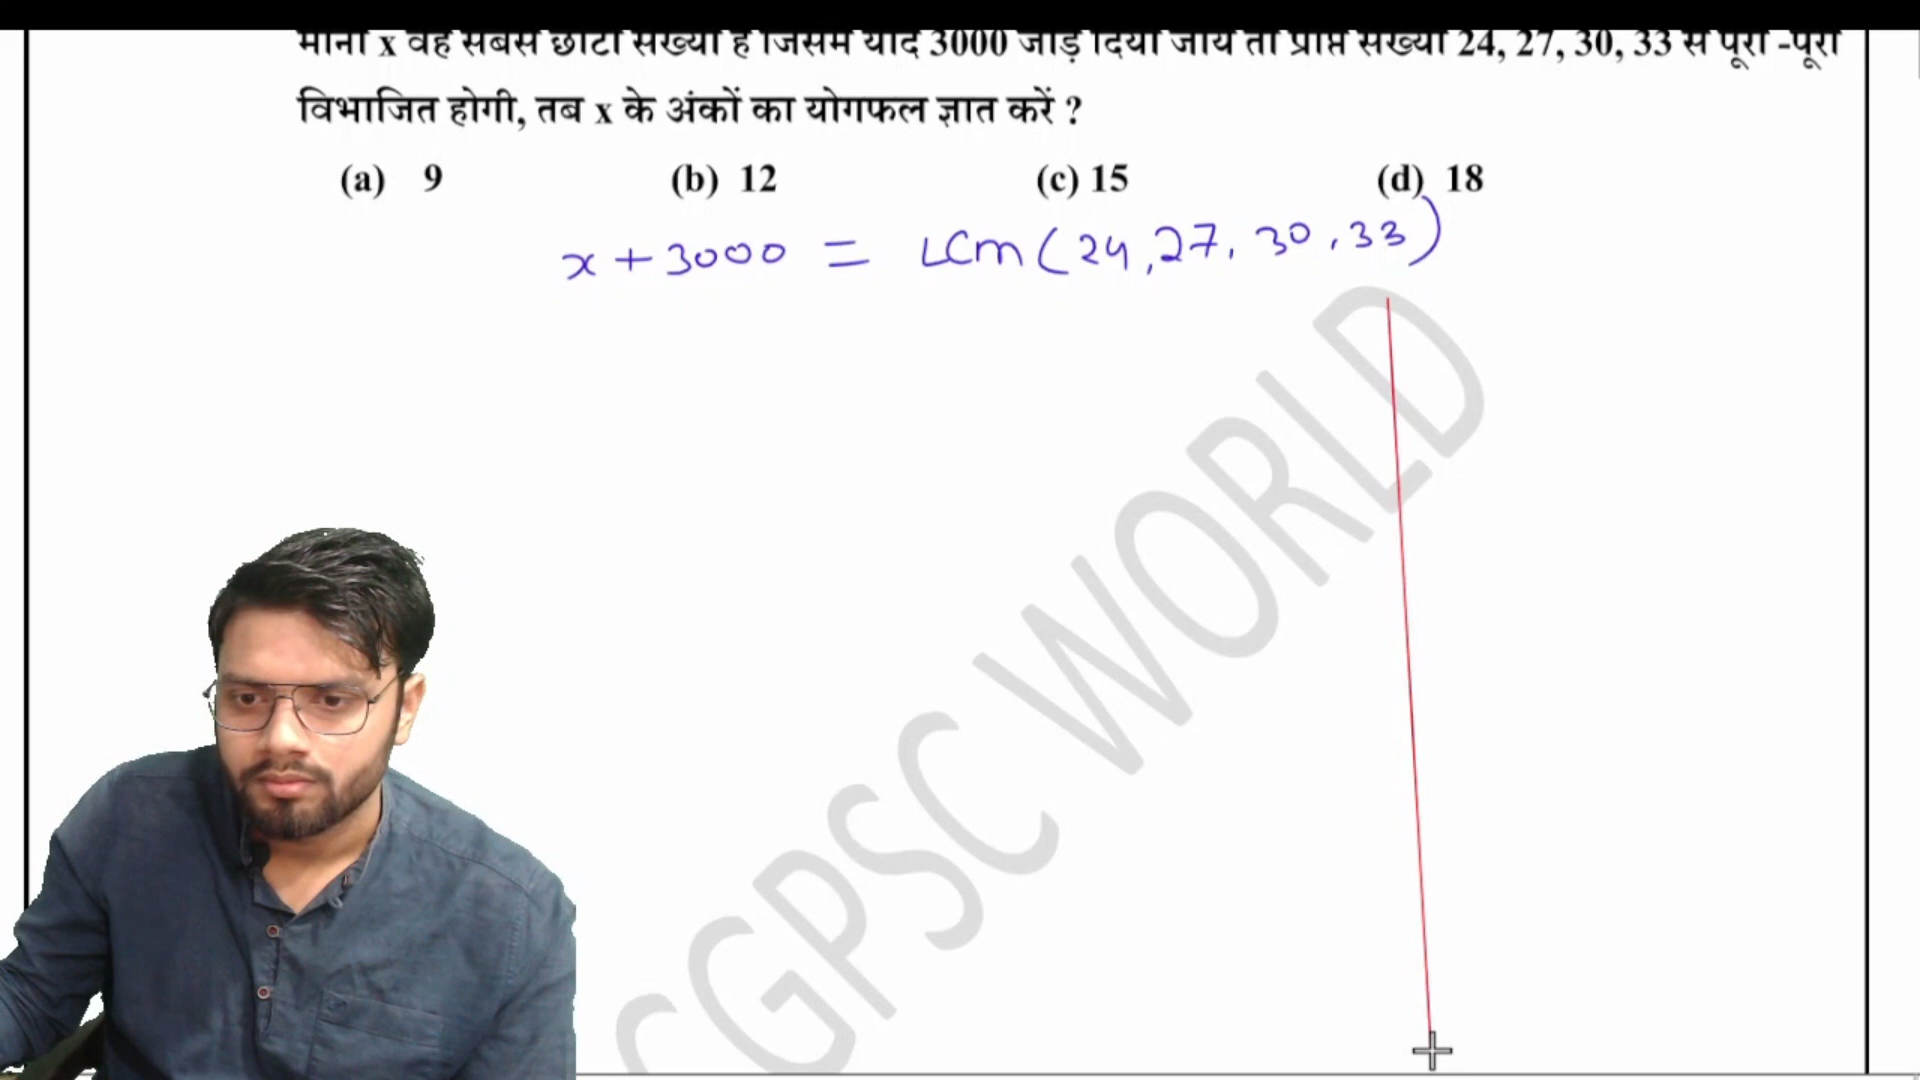 माना x वह सबसे छोटी संख्या है जिसमें यदि 3000 जोड़ दिया जाये तो प्राप्त संख्या 24, 27, 30, 33 से पूरी -पूरी
विभाजित होगी, तब x के अंकों का योगफल ज्ञात करें ?
(a) 9 (b) 12 (c) 15 (d) 18
x + 3000 = LCM (24, 27, 30, 33)
CGPSC WORLD